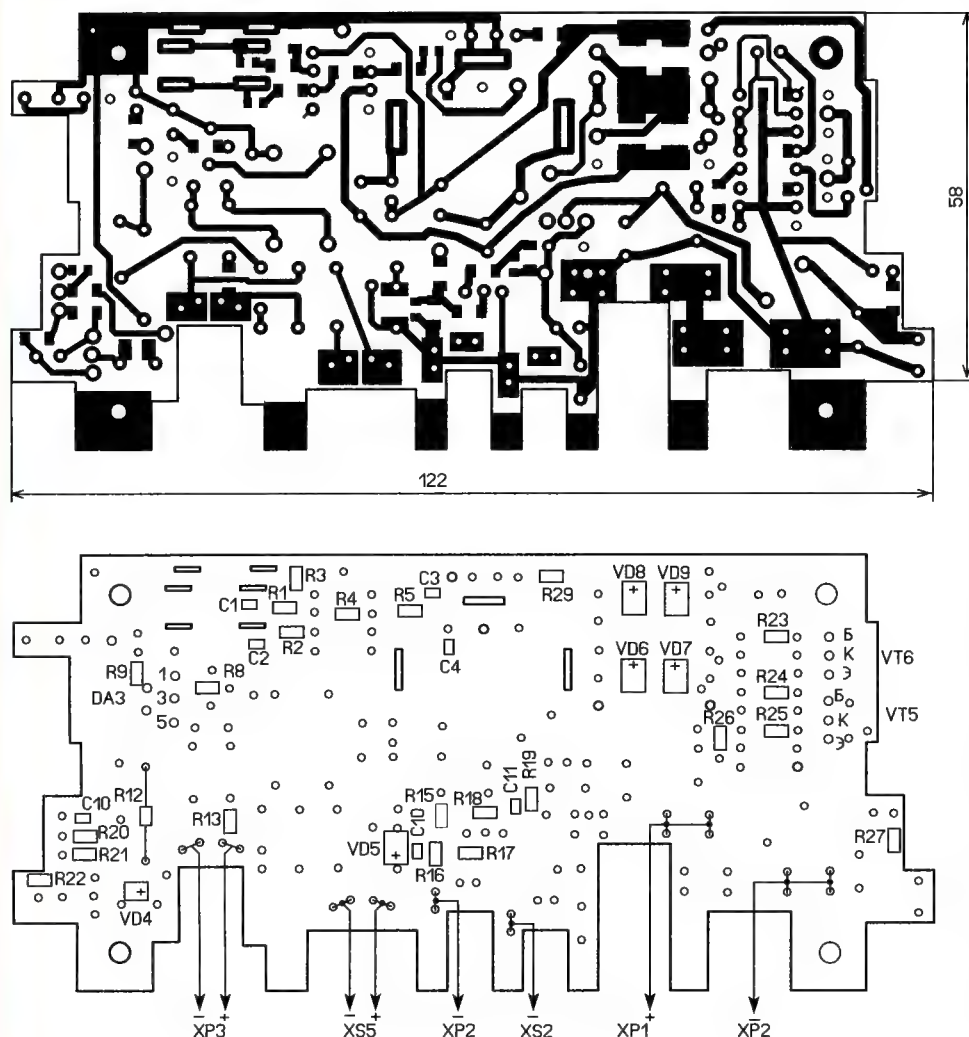 58
122
R3
VD8 VD9
C1 R1 R4 R5 C3
R29
R23
Б
К
Э
VT6
C2 R2
C4
R9
1
R8
VD6 VD7
R24
DA3 3
5
R25
Б
К
Э
VT5
R26
R12
C10
R20
R21
R13
R15
R18
C11
R19
C10
VD5
+
R16
R17
R27
R22
VD4
+
+
+
+
+
− + − + − − + −
XP3 XS5 XP2 XS2 XP1 XP2